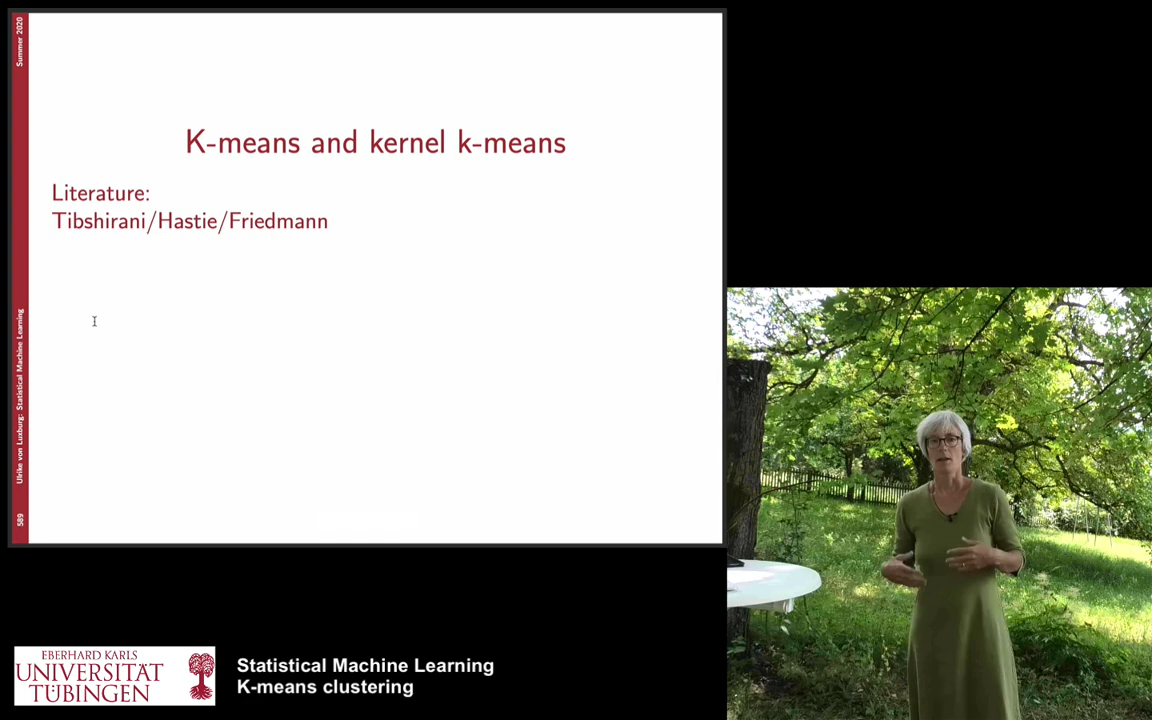 Summer 2020
K-means and kernel k-means
Literature:
Tibshirani/Hastie/Friedmann
Ulrike von Luxburg: Statistical Machine Learning
589
EBERHARD KARLS
UNIVERSITÄT
TÜBINGEN
Statistical Machine Learning
K-means clustering